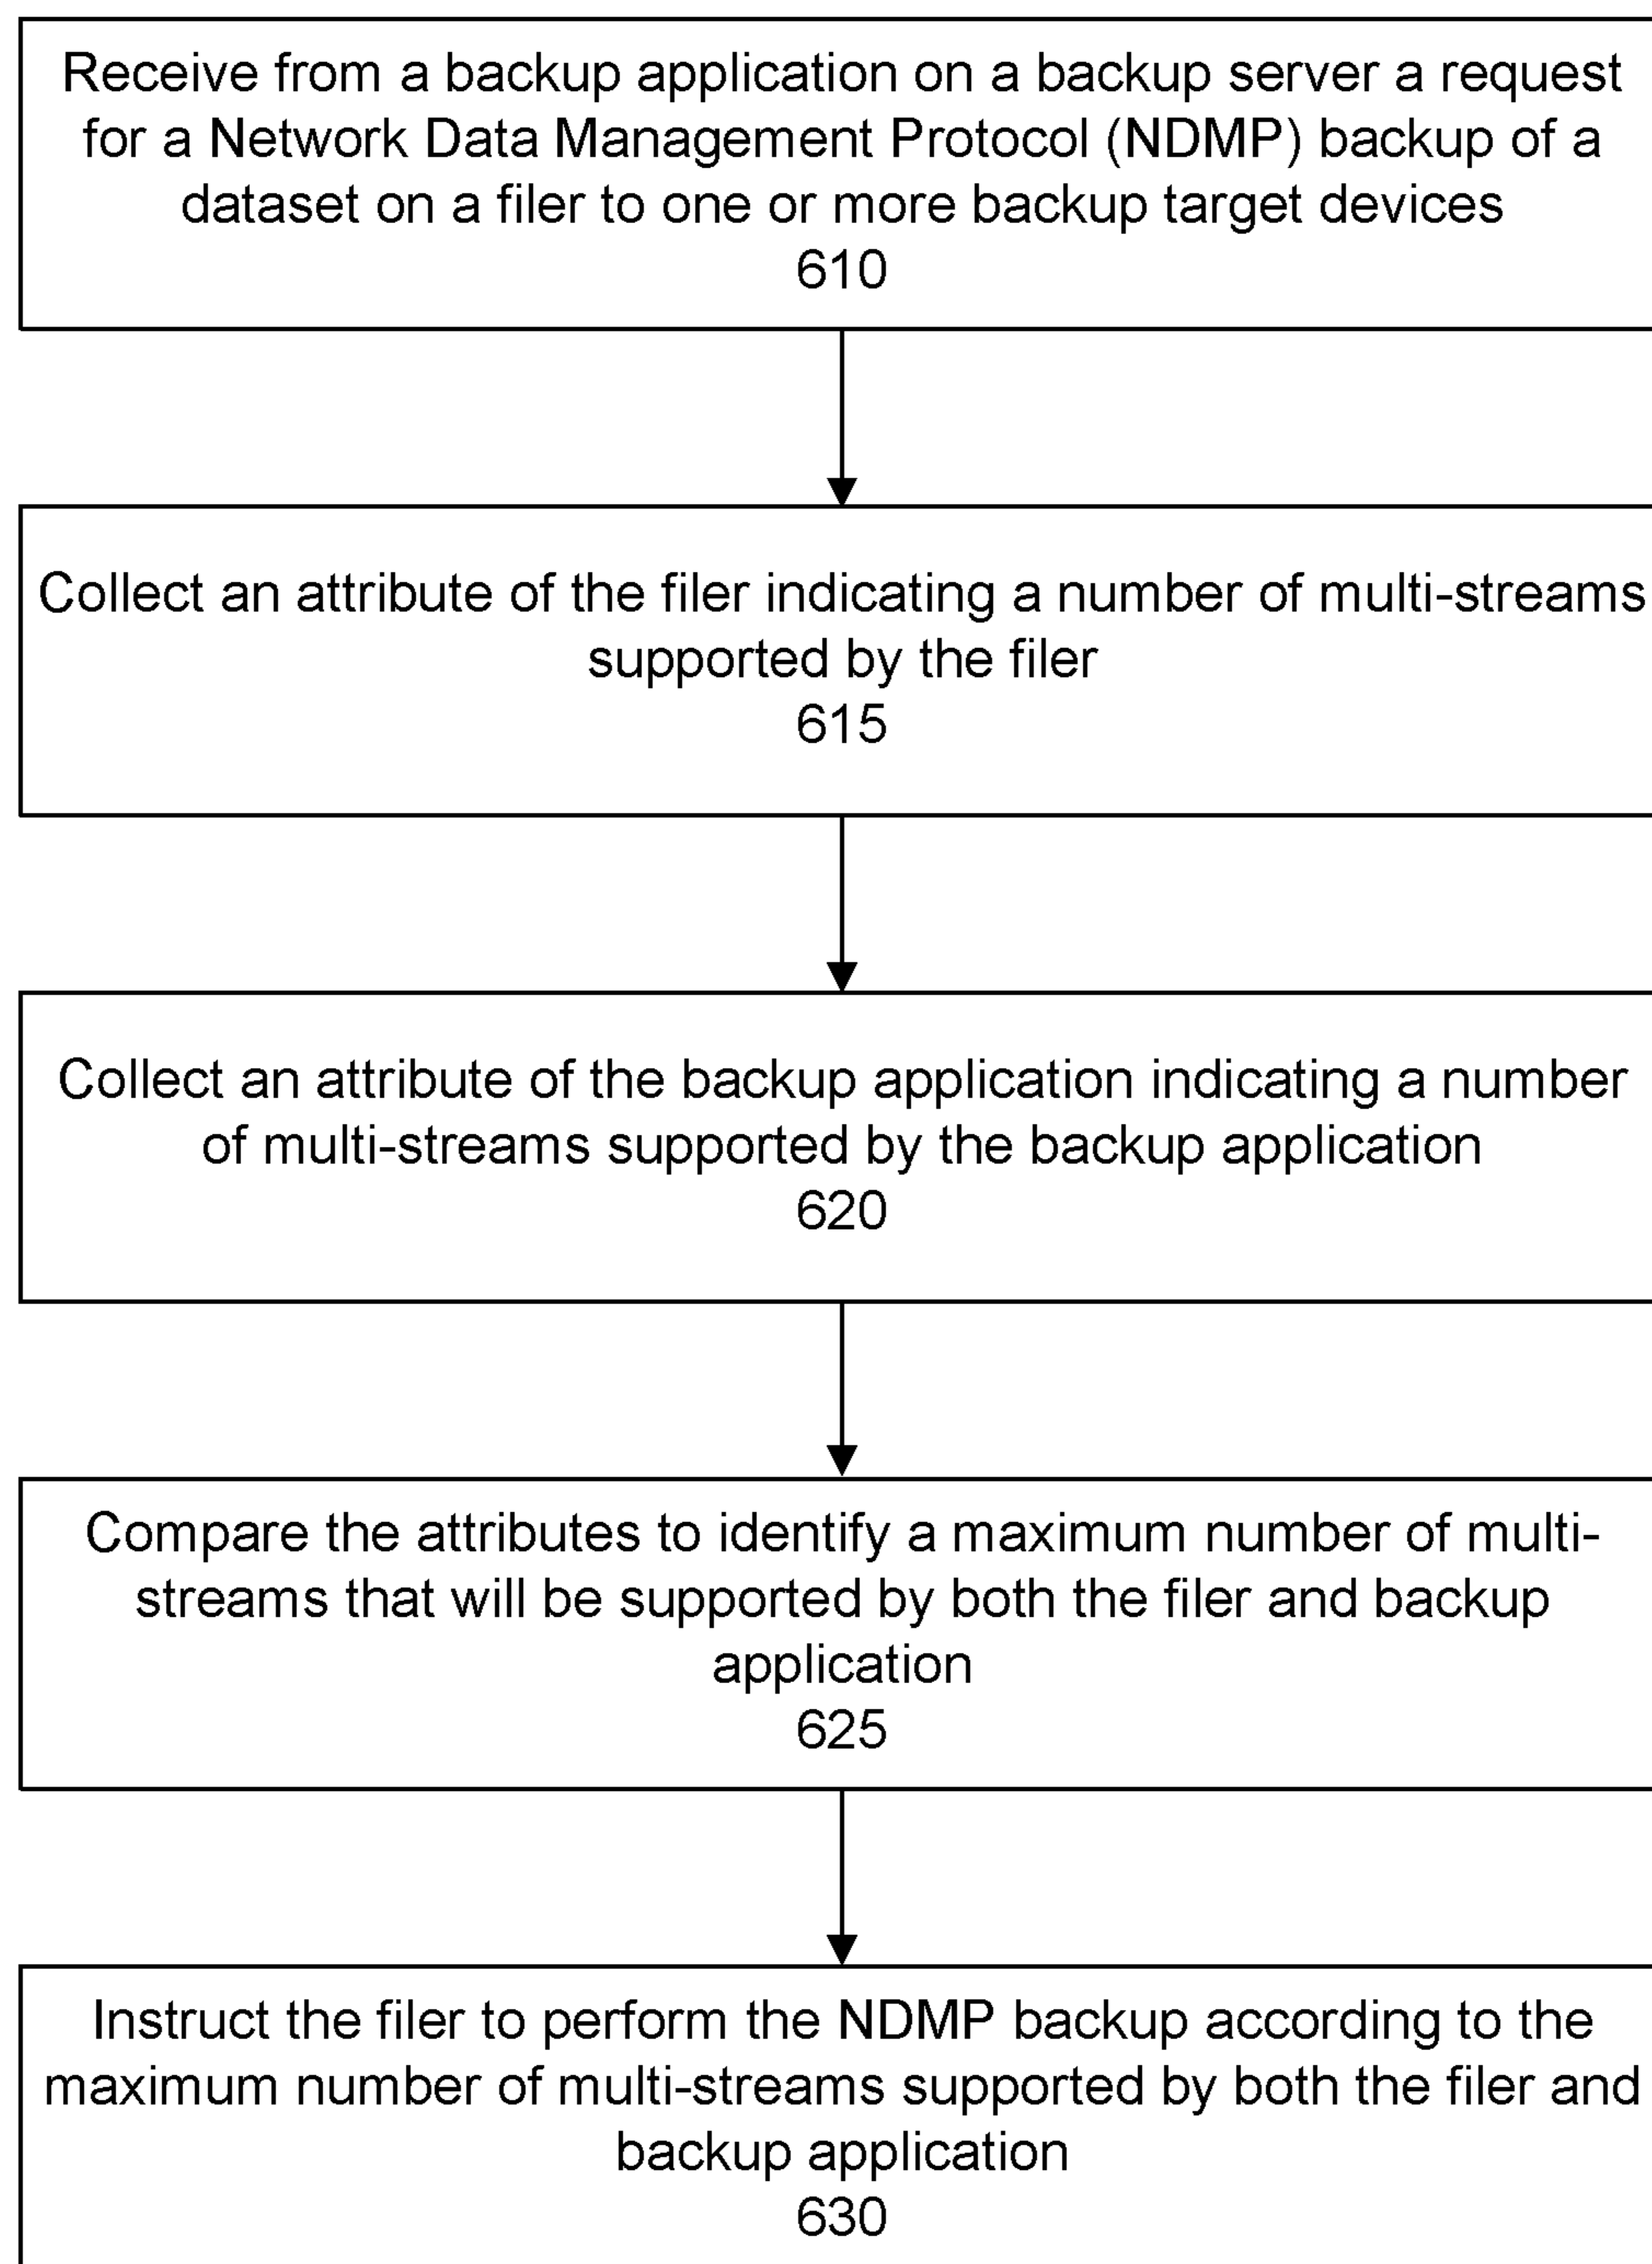 Receive from a backup application on a backup server a request
for a Network Data Management Protocol (NDMP) backup of a
dataset on a filer to one or more backup target devices
610
Collect an attribute of the filer indicating a number of multi-streams
supported by the filer
615
Collect an attribute of the backup application indicating a number
of multi-streams supported by the backup application
620
Compare the attributes to identify a maximum number of multi-
streams that will be supported by both the filer and backup
application
625
Instruct the filer to perform the NDMP backup according to the
maximum number of multi-streams supported by both the filer and
backup application
630